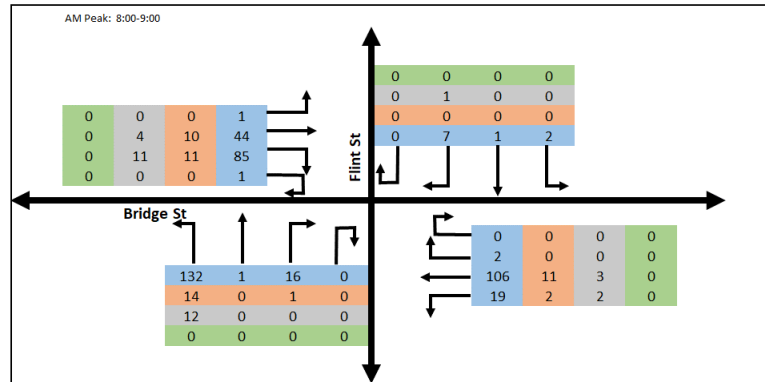 AM Peak: 8:00-9:00
0 0 0 0
0 1 0 0
0 0 0 0
0 7 1 2
0 0 0 1
0 4 10 44
0 11 11 85
0 0 0 1
Flint St
Bridge St
0 0 0 0
2 0 0 0
106 11 3 0
19 2 2 0
132 1 16 0
14 0 1 0
12 0 0 0
0 0 0 0